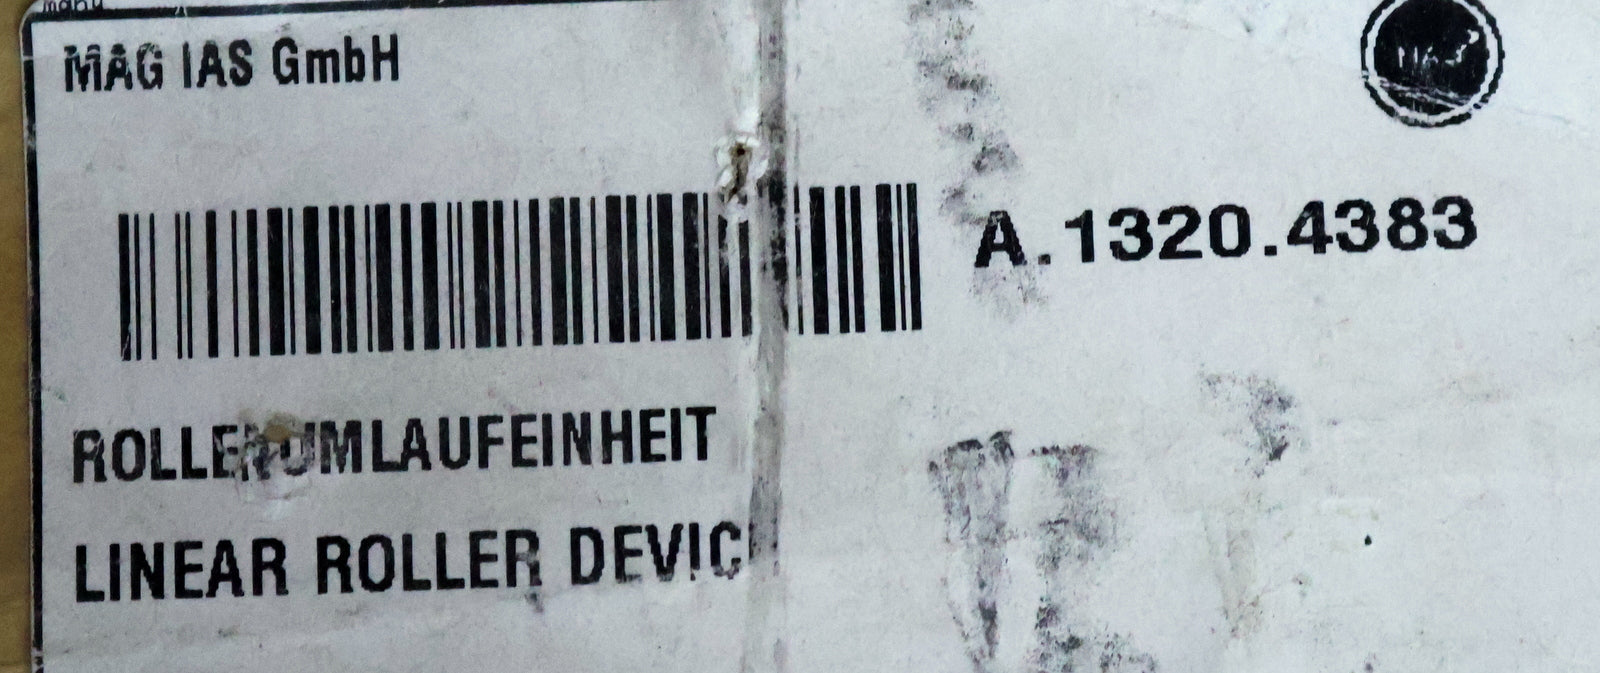 MAG IAS GmbH
A.1320.4383
ROLLENUMLAUFEINHEIT
LINEAR ROLLER DEVIC